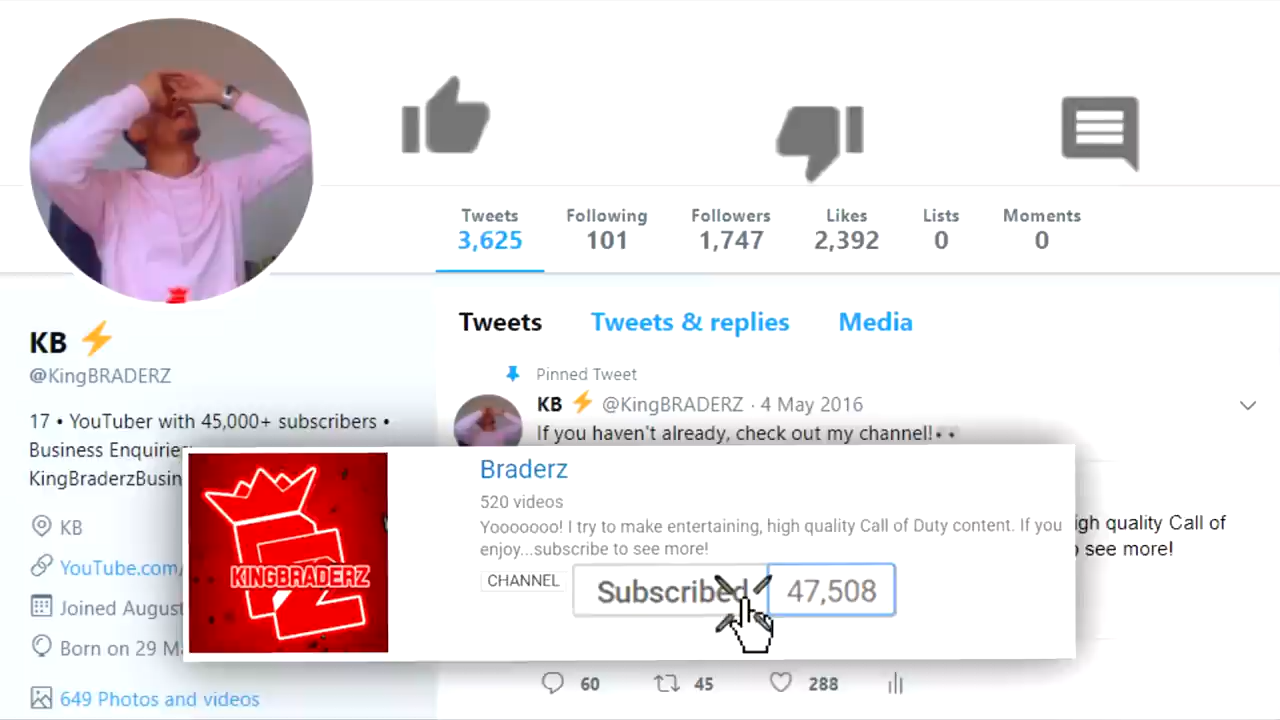 Tweets Following Followers Likes Lists Moments
3,625 101 1,747 2,392 0 0
KB
@KingBRADERZ
17 • YouTuber with 45,000+ subscribers •
Business Enquirie
KingBraderzBusin
KB
YouTube.com/
Joined August
Born on 29 M
649 Photos and videos
Tweets Tweets & replies Media
Pinned Tweet
KB @KingBRADERZ · 4 May 2016
If you haven't already, check out my channel!
KINGBRADERZ
Braderz
520 videos
Yooooooo! I try to make entertaining, high quality Call of Duty content. If you
enjoy...subscribe to see more!
CHANNEL Subscribed 47,508
igh quality Call of
see more!
60 45 288